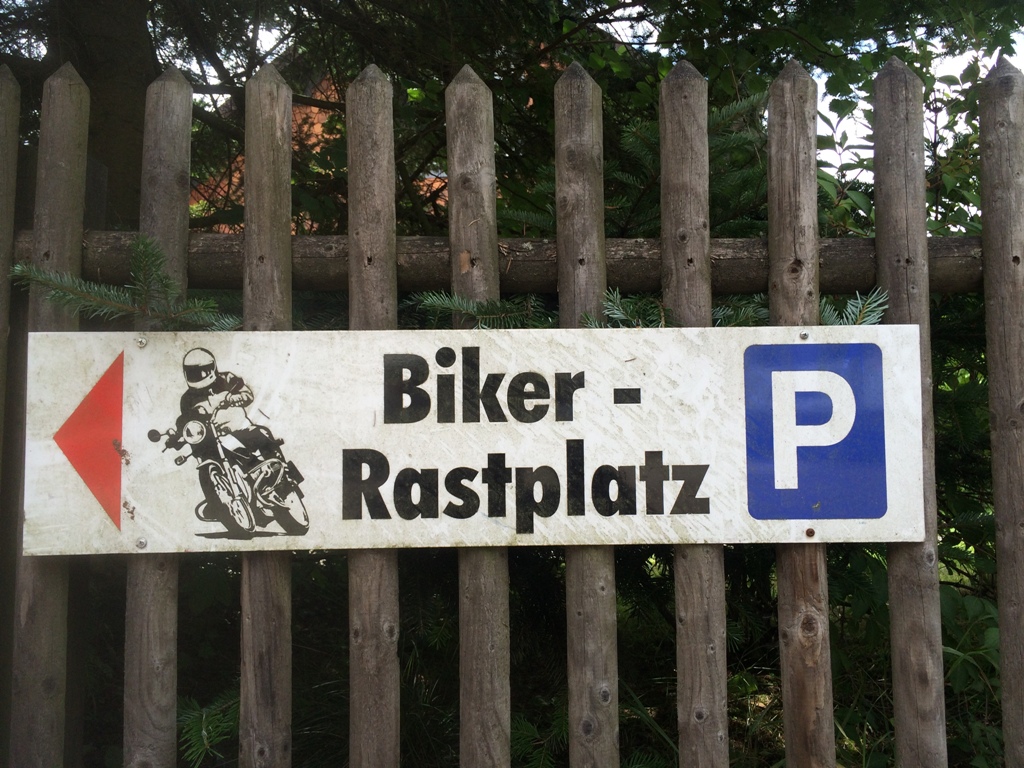 Biker -
Rastplatz
P